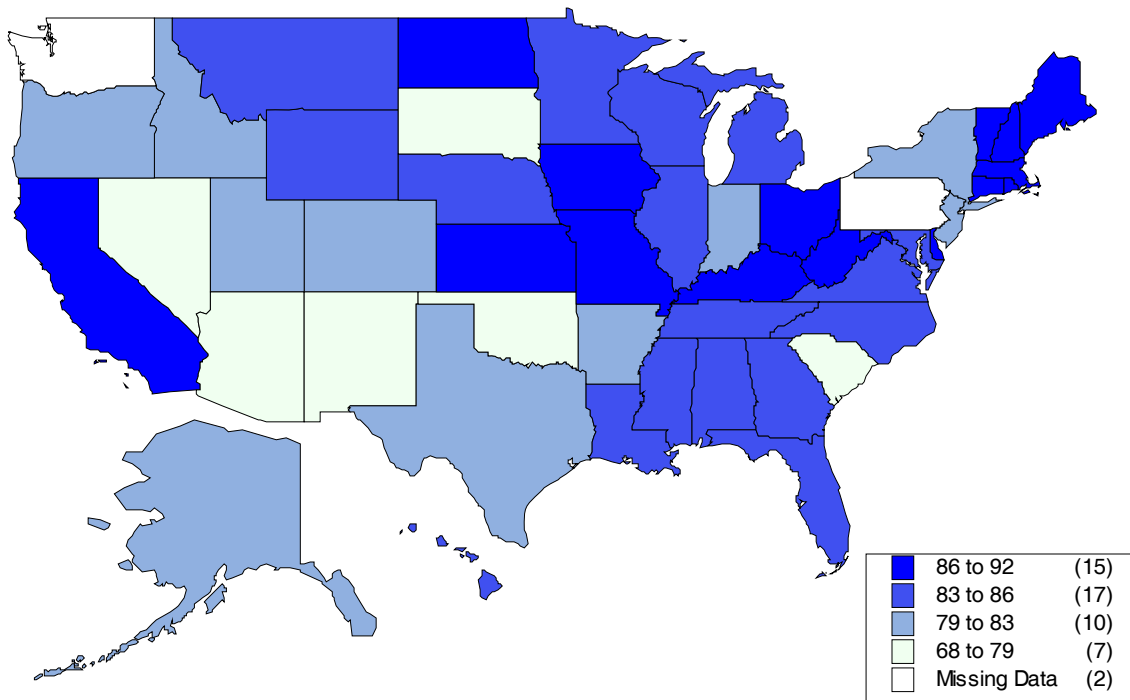 86 to 92 (15)
83 to 86 (17)
79 to 83 (10)
68 to 79 (7)
Missing Data (2)